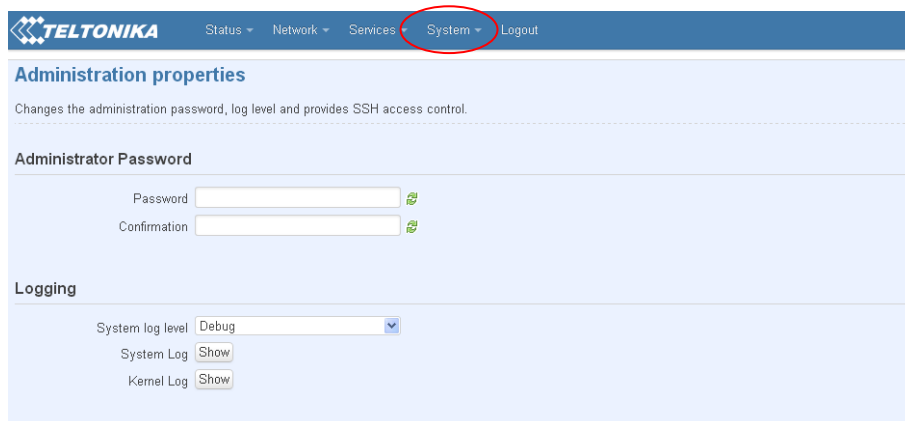 TELTONIKA Status Network Services System Logout
Administration properties
Changes the administration password, log level and provides SSH access control.
Administrator Password
Password
Confirmation
Logging
System log level Debug
System Log Show
Kernel Log Show